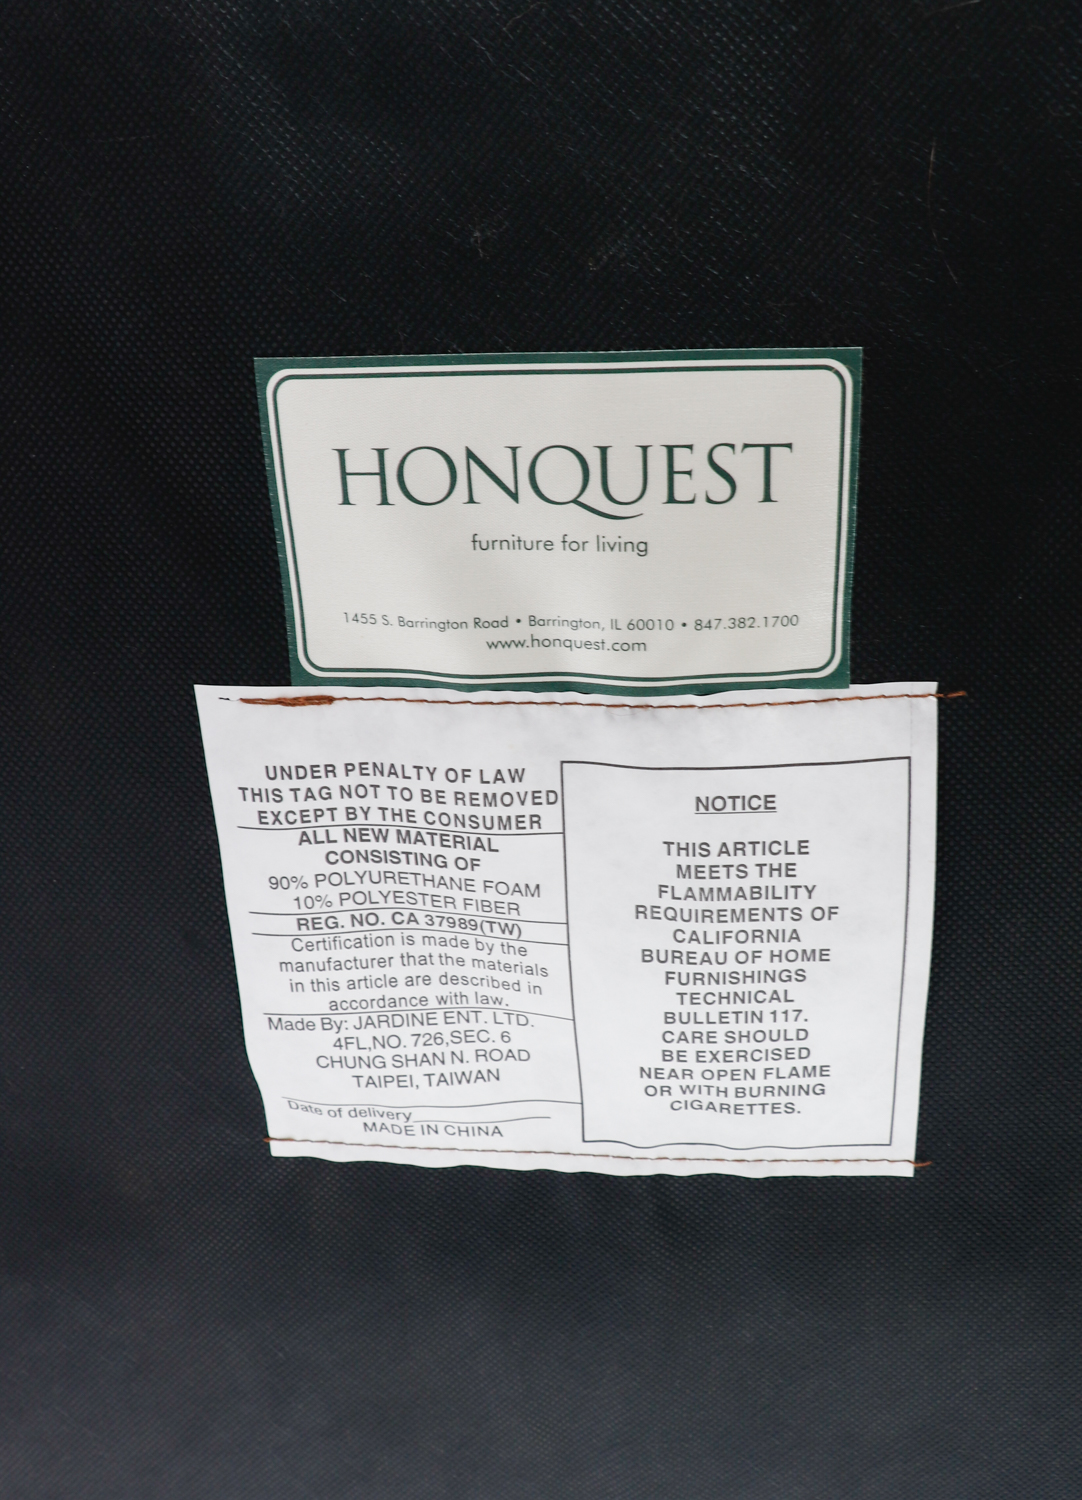 HONQUEST
furniture for living
1455 S. Barrington Road • Barrington, IL 60010 • 847.382.1700
www.honquest.com
UNDER PENALTY OF LAW
THIS TAG NOT TO BE REMOVED
EXCEPT BY THE CONSUMER
ALL NEW MATERIAL
CONSISTING OF
90% POLYURETHANE FOAM
10% POLYESTER FIBER
REG. NO. CA 37989(TW)
Certification is made by the
manufacturer that the materials
in this article are described in
accordance with law.
Made By: JARDINE ENT. LTD.
4FL,NO. 726,SEC. 6
CHUNG SHAN N. ROAD
TAIPEI, TAIWAN
Date of delivery
MADE IN CHINA
NOTICE
THIS ARTICLE
MEETS THE
FLAMMABILITY
REQUIREMENTS OF
CALIFORNIA
BUREAU OF HOME
FURNISHINGS
TECHNICAL
BULLETIN 117.
CARE SHOULD
BE EXERCISED
NEAR OPEN FLAME
OR WITH BURNING
CIGARETTES.